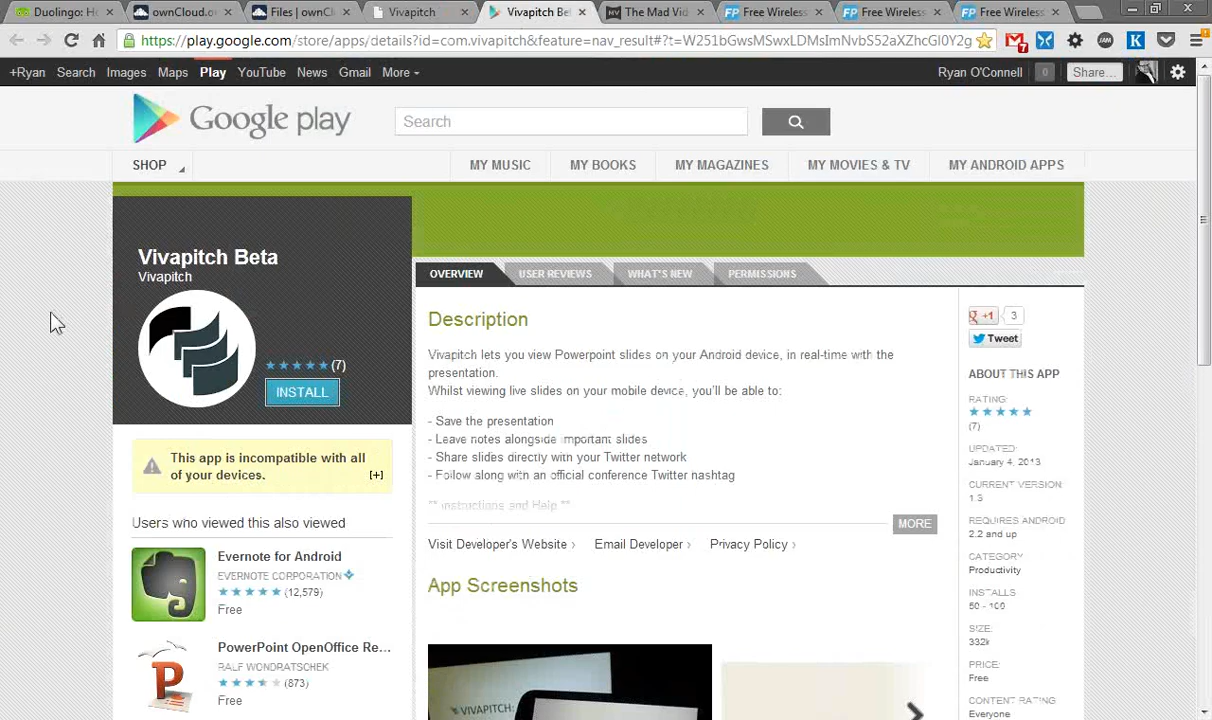 Duolingo: Ho
ownCloud.o
Files | ownC
Vivapitch
Vivapitch Be
The Mad Vid
Free Wireles
Free Wireles
Free Wireles
https://play.google.com/store/apps/details?id=com.vivapitch&feature=nav_result#?t=W251bGwsMSwxLDMsImNvbS52aXZhcGl0Y2g
+Ryan Search Images Maps Play YouTube News Gmail More
Ryan O'Connell 0 Share...
Google play
Search
SHOP
MY MUSIC
MY BOOKS
MY MAGAZINES
MY MOVIES & TV
MY ANDROID APPS
Vivapitch Beta
Vivapitch
(7)
INSTALL
This app is incompatible with all
of your devices. [+]
Users who viewed this also viewed
Evernote for Android
EVERNOTE CORPORATION
(12,579)
Free
PowerPoint OpenOffice Re...
RALF WONDRATSCHEK
(873)
Free
OVERVIEW
USER REVIEWS
WHAT'S NEW
PERMISSIONS
Description
Vivapitch lets you view Powerpoint slides on your Android device, in real-time with the
presentation.
Whilst viewing live slides on your mobile device, you'll be able to:
- Save the presentation
- Leave notes alongside important slides
- Share slides directly with your Twitter network
- Follow along with an official conference Twitter hashtag
** Instructions and Help **
MORE
Visit Developer's Website ›
Email Developer ›
Privacy Policy ›
App Screenshots
VIVAPITCH:
+1 3
Tweet
ABOUT THIS APP
RATING:
(7)
UPDATED:
January 4, 2013
CURRENT VERSION:
1.3
REQUIRES ANDROID:
2.2 and up
CATEGORY:
Productivity
INSTALLS:
50 - 100
SIZE:
332k
PRICE:
Free
CONTENT RATING:
Everyone